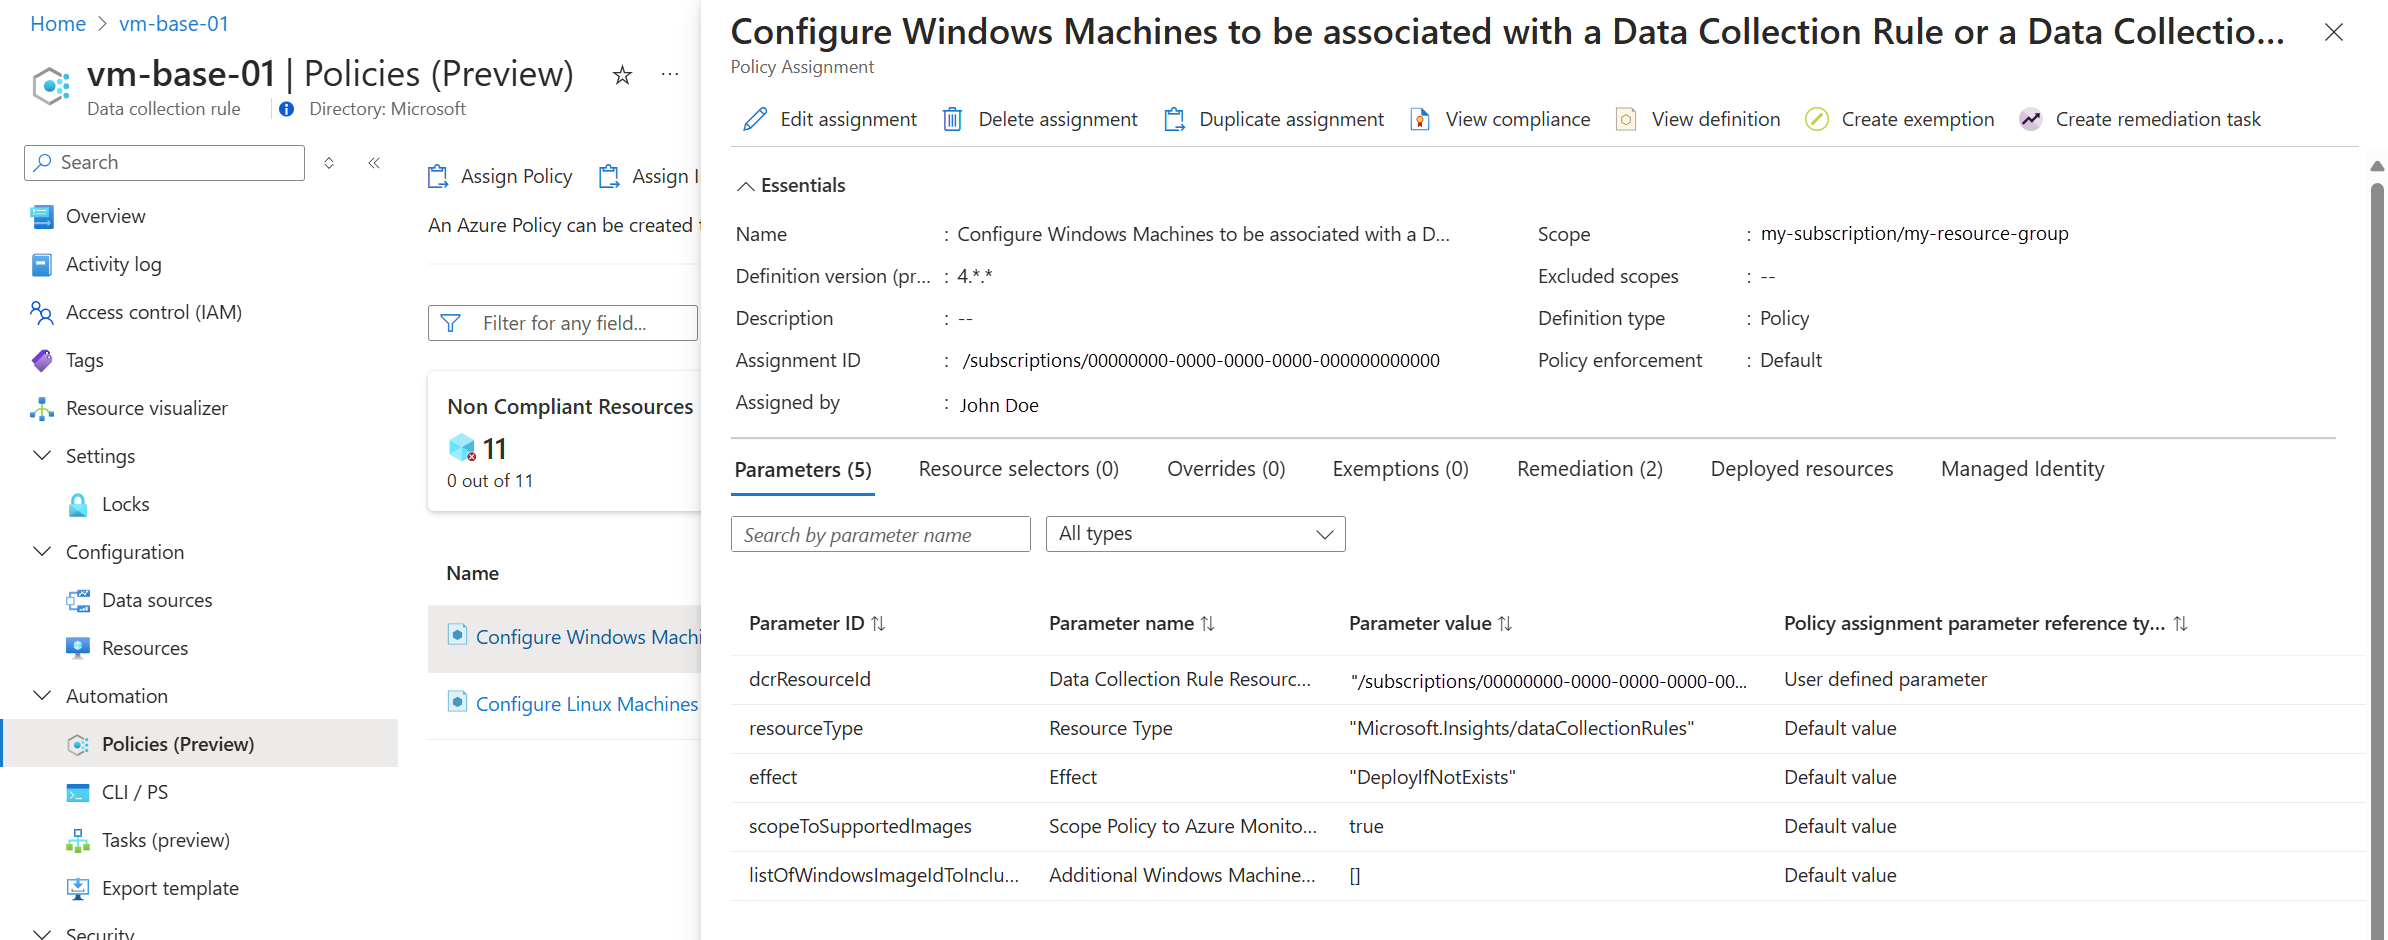 Home > vm-base-01
vm-base-01 | Policies (Preview)
Data collection rule
Directory: Microsoft
Search
Overview
Activity log
Access control (IAM)
Tags
Resource visualizer
Settings
Locks
Configuration
Data sources
Resources
Automation
Policies (Preview)
CLI / PS
Tasks (preview)
Export template
Security
Assign Policy
Assign I
An Azure Policy can be created
Filter for any field...
Non Compliant Resources
11
0 out of 11
Name
Configure Windows Machi
Configure Linux Machines
Configure Windows Machines to be associated with a Data Collection Rule or a Data Collectio...
Policy Assignment
Edit assignment
Delete assignment
Duplicate assignment
View compliance
View definition
Create exemption
Create remediation task
Essentials
Name : Configure Windows Machines to be associated with a D...
Definition version (pr... : 4.*.*
Description : --
Assignment ID : /subscriptions/00000000-0000-0000-0000-000000000000
Assigned by : John Doe
Scope : my-subscription/my-resource-group
Excluded scopes : --
Definition type : Policy
Policy enforcement : Default
Parameters (5)
Resource selectors (0)
Overrides (0)
Exemptions (0)
Remediation (2)
Deployed resources
Managed Identity
Search by parameter name
All types
Parameter ID Parameter name Parameter value Policy assignment parameter reference ty...
dcrResourceId Data Collection Rule Resourc... "/subscriptions/00000000-0000-0000-0000-00... User defined parameter
resourceType Resource Type "Microsoft.Insights/dataCollectionRules" Default value
effect Effect "DeployIfNotExists" Default value
scopeToSupportedImages Scope Policy to Azure Monito... true Default value
listOfWindowsImageIdToInclu... Additional Windows Machine... [] Default value